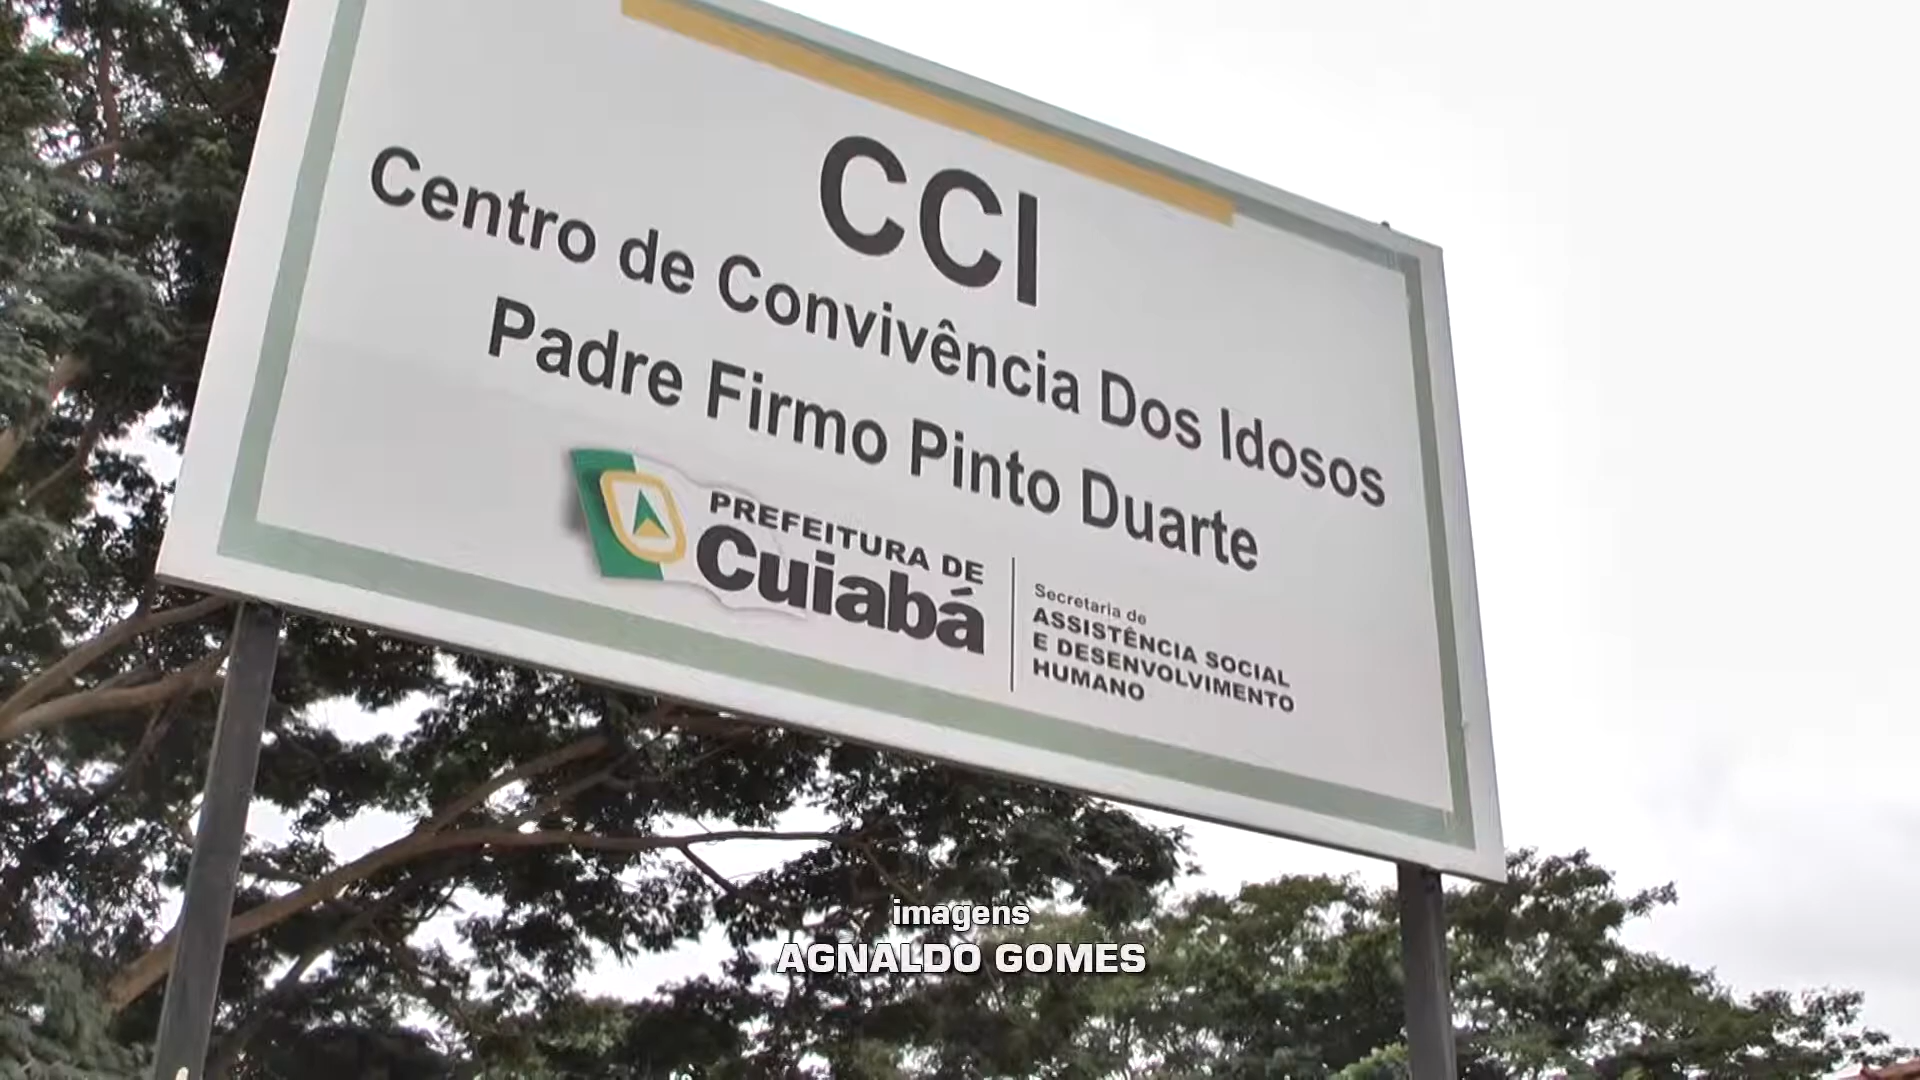 CCI
Centro de Convivência Dos Idosos
Padre Firmo Pinto Duarte
PREFEITURA DE
Cuiabá
Secretaria de
ASSISTÊNCIA SOCIAL
E DESENVOLVIMENTO
HUMANO
imagens
AGNALDO GOMES